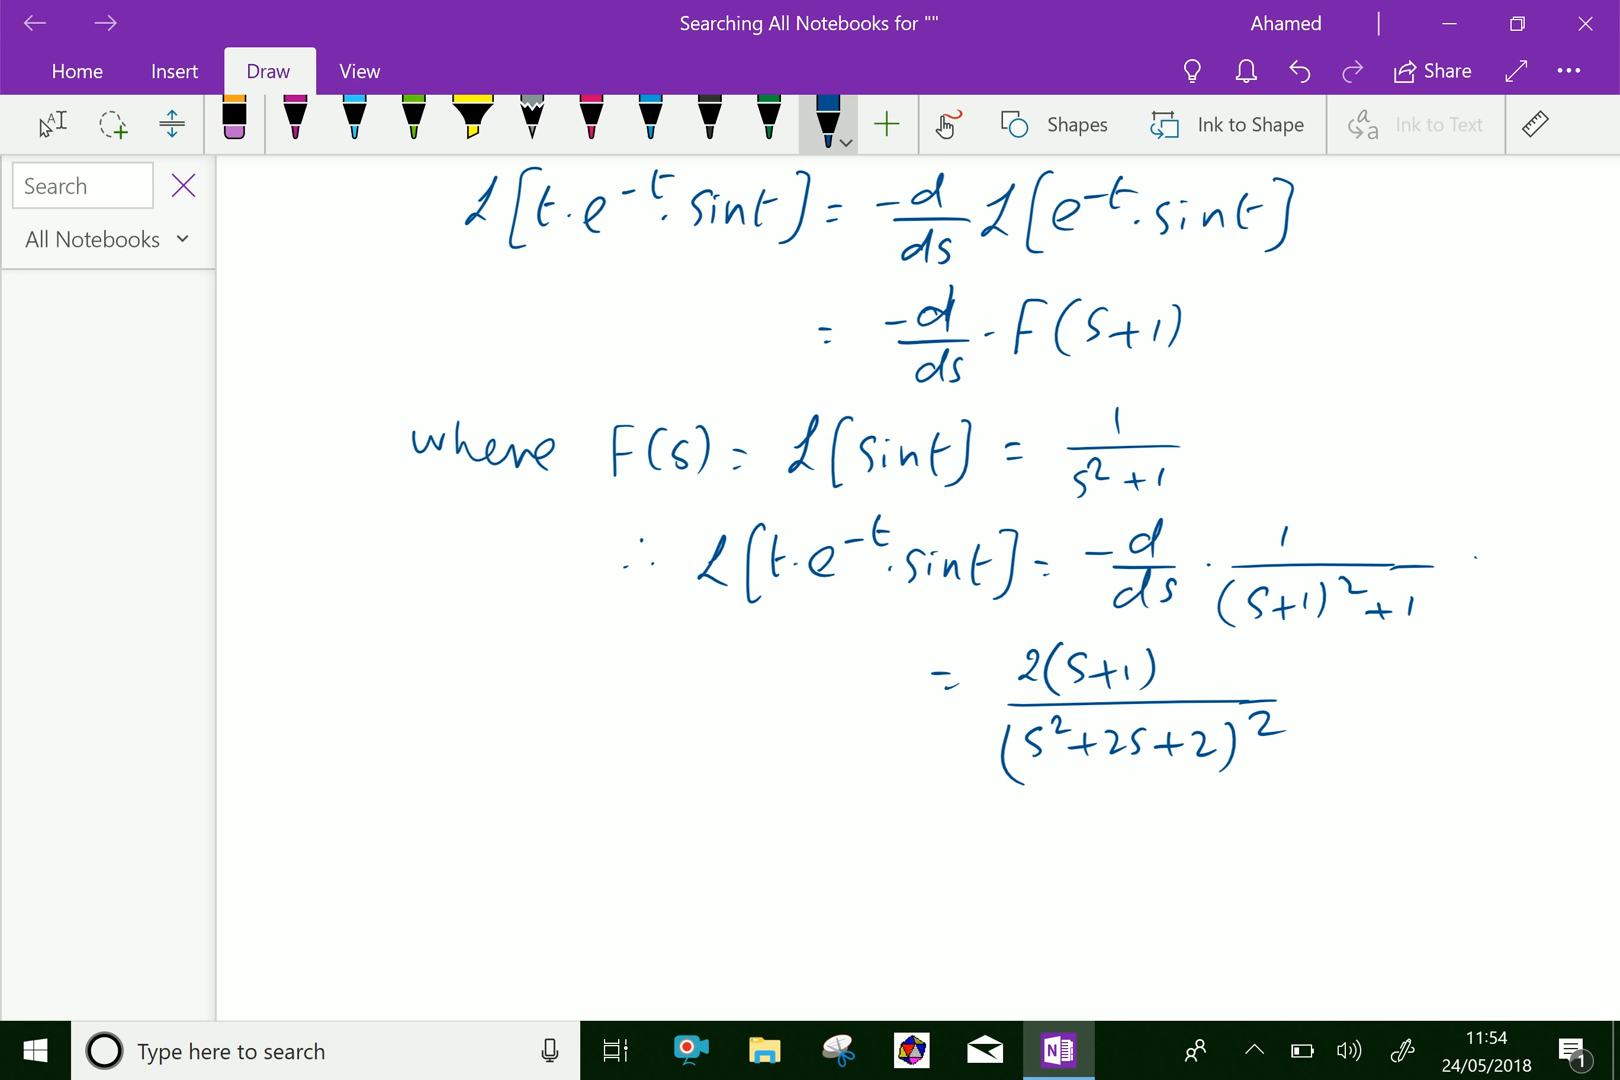 Searching All Notebooks for ""
Ahamed
Home Insert Draw View
Share
Shapes
Ink to Shape
Ink to Text
Search
All Notebooks
ℒ[t·e^-t·sint] = -d/ds ℒ[e^-t·sint]
= -d/ds · F(s+1)
where F(s) = ℒ[sint] = 1/(s²+1)
∴ ℒ[t·e^-t·sint] = -d/ds · 1/((s+1)²+1)
= 2(s+1)/(s²+2s+2)²
Type here to search
11:54
24/05/2018
1